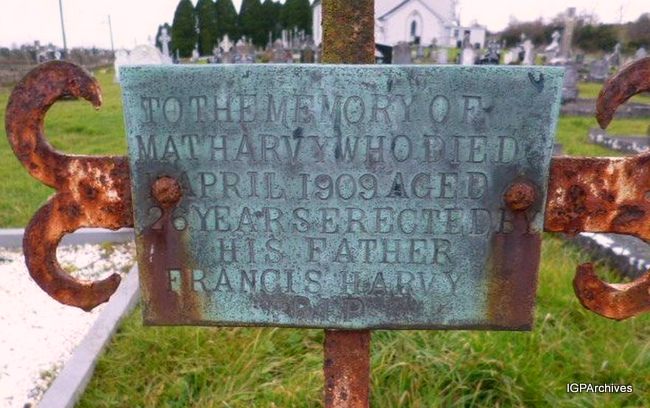 TO THE MEMORY OF
MAT HARVY WHO DIED
APRIL 1909 AGED
26 YEARS ERECTED BY
HIS FATHER
FRANCIS HARVY
R.I.P.
IGPArchives